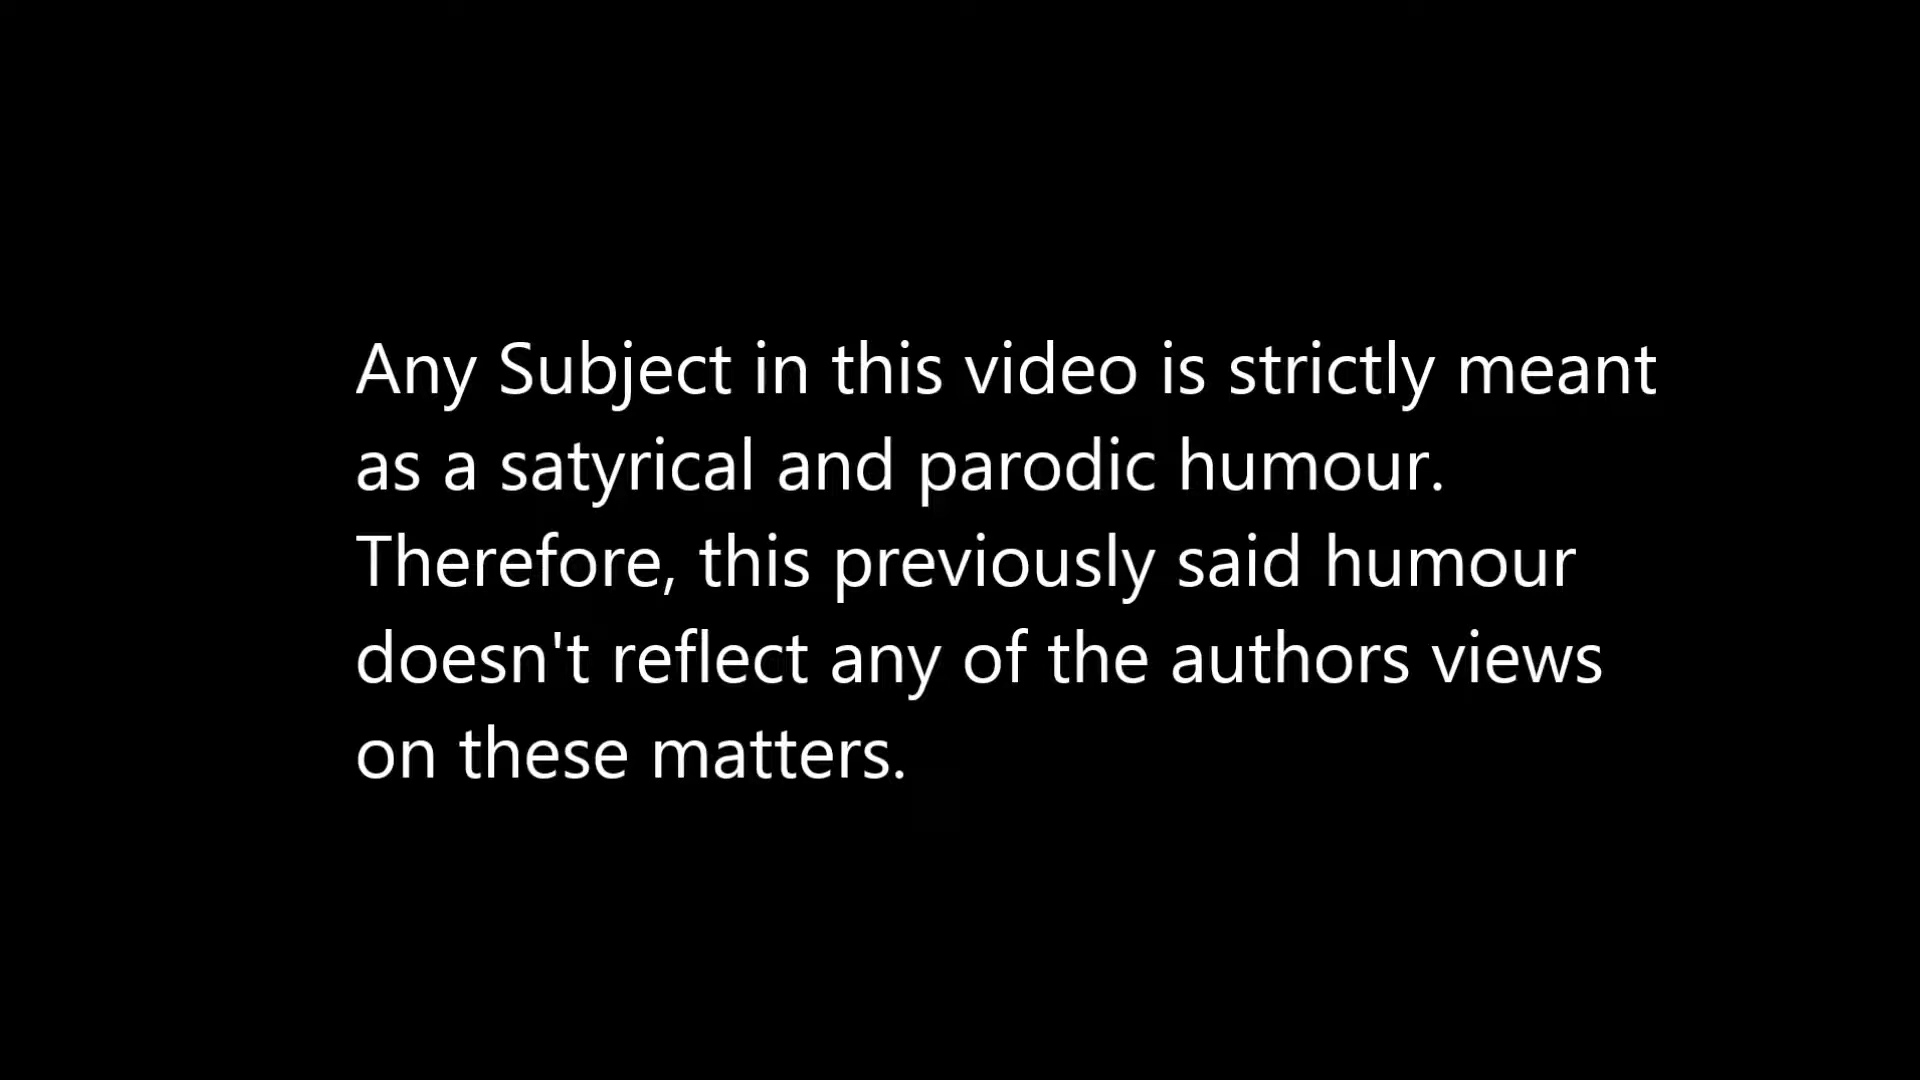 Any Subject in this video is strictly meant
as a satyrical and parodic humour.
Therefore, this previously said humour
doesn't reflect any of the authors views
on these matters.